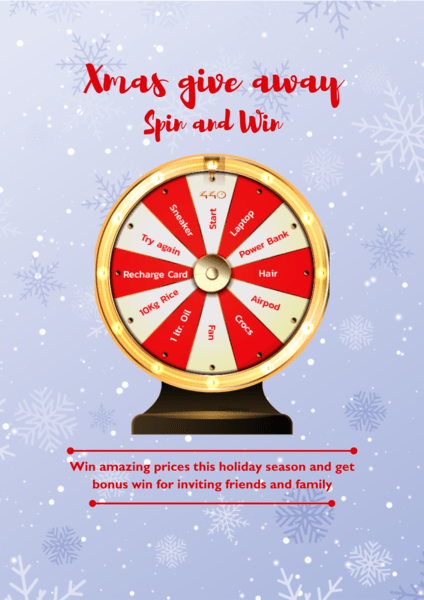 Xmas give away
Spin and Win
440
Start
Laptop
Power Bank
Hair
Airpod
Crocs
Fan
1 ltr. Oil
10Kg Rice
Recharge Card
Try again
Sneaker
Win amazing prices this holiday season and get
bonus win for inviting friends and family